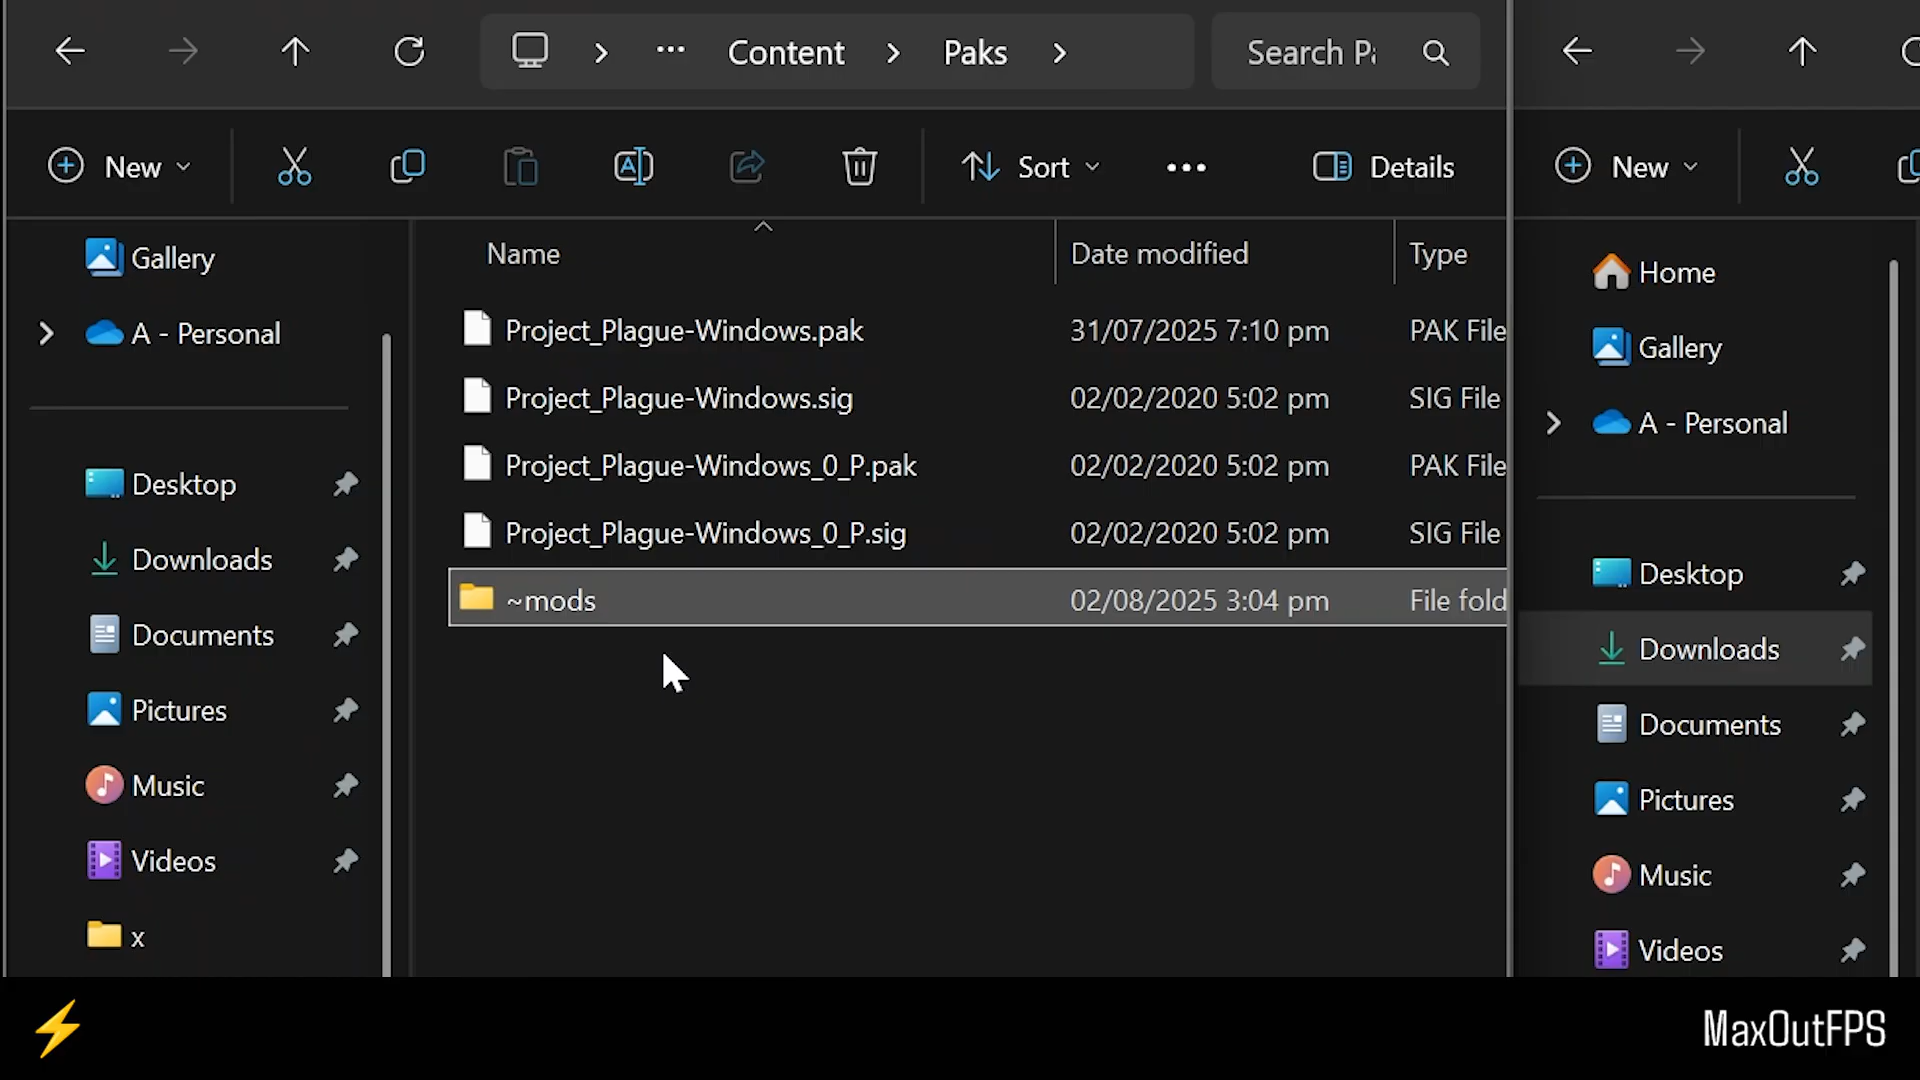 Content
Paks
Search Pa
New
Sort
Details
New
Gallery
A - Personal
Desktop
Downloads
Documents
Pictures
Music
Videos
x
Name
Date modified
Type
Project_Plague-Windows.pak
31/07/2025 7:10 pm
PAK File
Project_Plague-Windows.sig
02/02/2020 5:02 pm
SIG File
Project_Plague-Windows_0_P.pak
02/02/2020 5:02 pm
PAK File
Project_Plague-Windows_0_P.sig
02/02/2020 5:02 pm
SIG File
~mods
02/08/2025 3:04 pm
File fold
Home
Gallery
A - Personal
Desktop
Downloads
Documents
Pictures
Music
Videos
MaxOutFPS